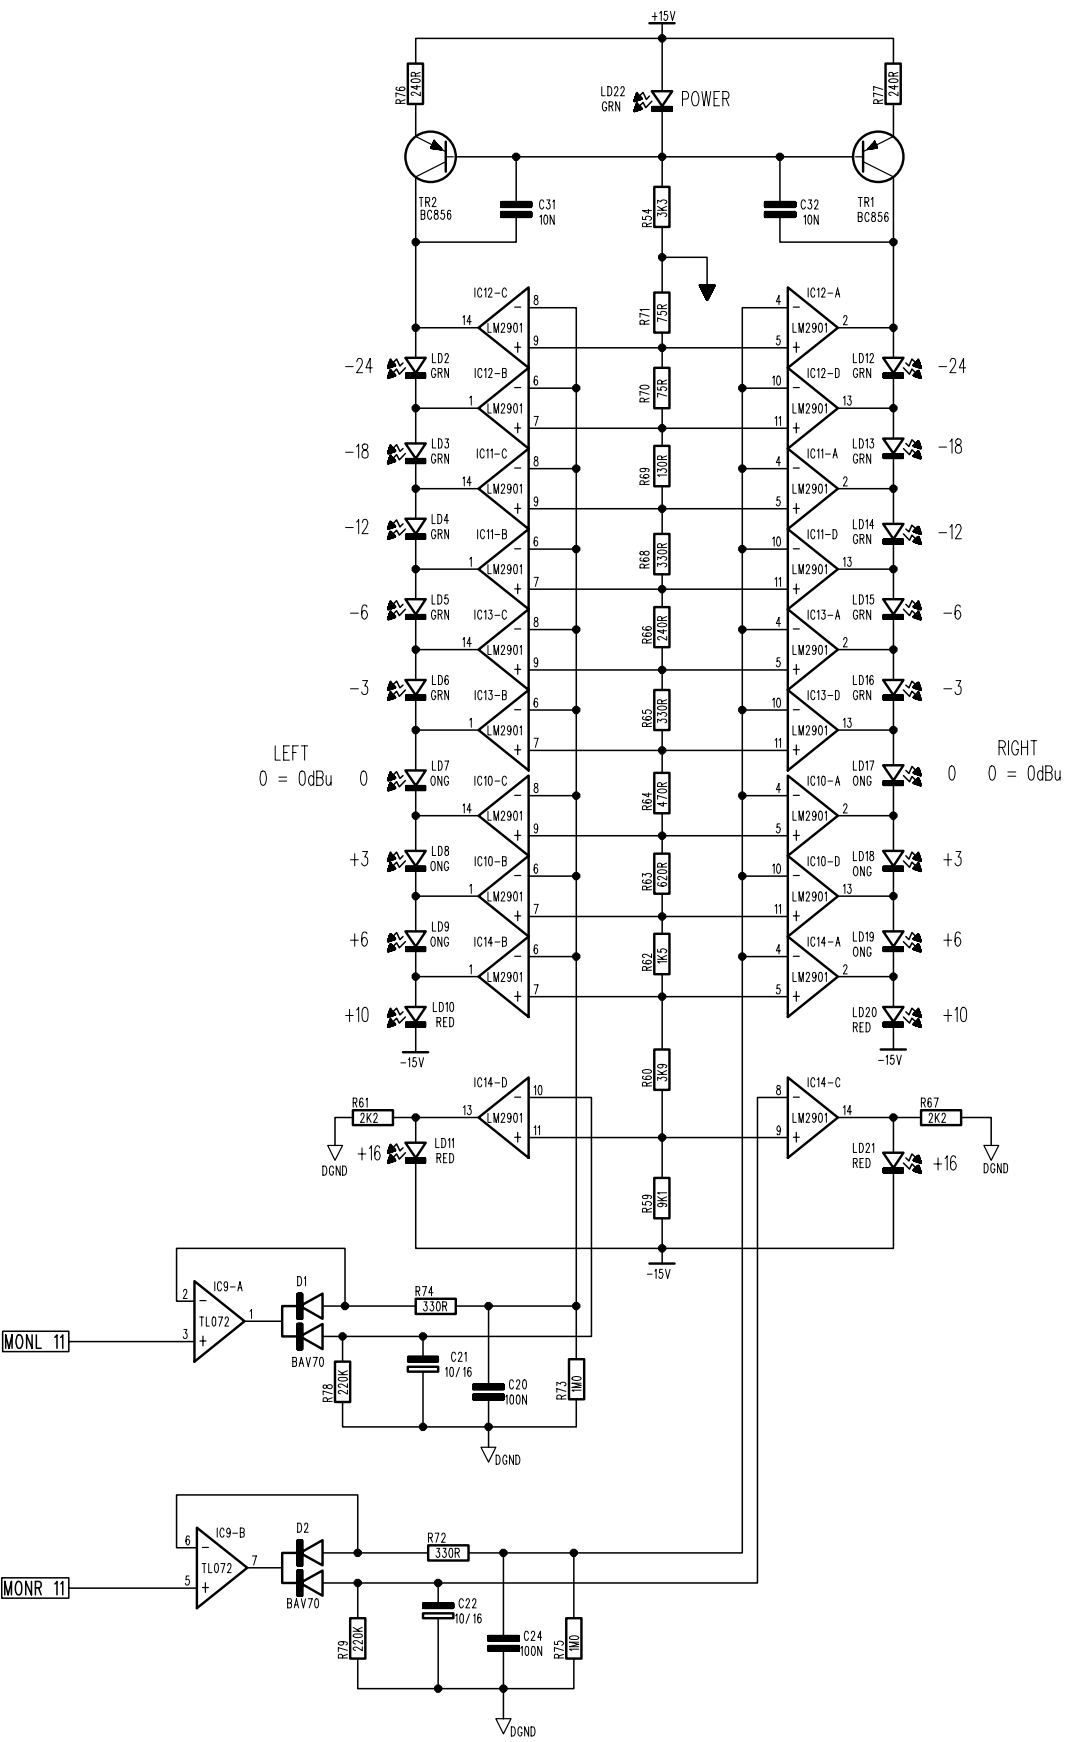 +15V
R76
240R
LD22
GRN
POWER
R77
240R
TR2
BC856
C31
10N
R54
3K3
C32
10N
TR1
BC856
IC12-C
8
14
LM2901
9
R71
75R
IC12-A
4
2
LM2901
5
-24
LD2
GRN
IC12-B
6
1
LM2901
7
R70
75R
IC12-D
10
13
LM2901
11
LD12
GRN
-24
-18
LD3
GRN
IC11-C
8
14
LM2901
9
R69
130R
IC11-A
4
2
LM2901
5
LD13
GRN
-18
-12
LD4
GRN
IC11-B
6
1
LM2901
7
R68
330R
IC11-D
10
13
LM2901
11
LD14
GRN
-12
-6
LD5
GRN
IC13-C
8
14
LM2901
9
R66
240R
IC13-A
4
2
LM2901
5
LD15
GRN
-6
-3
LD6
GRN
IC13-B
6
1
LM2901
7
R65
330R
IC13-D
10
13
LM2901
11
LD16
GRN
-3
LEFT
0 = 0dBu
0
LD7
ONG
IC10-C
8
14
LM2901
9
R64
470R
IC10-A
4
2
LM2901
5
LD17
ONG
0
RIGHT
0 = 0dBu
+3
LD8
ONG
IC10-B
6
1
LM2901
7
R63
620R
IC10-D
10
13
LM2901
11
LD18
ONG
+3
+6
LD9
ONG
IC14-B
6
1
LM2901
7
R62
1K5
IC14-A
4
2
LM2901
5
LD19
ONG
+6
+10
LD10
RED
-15V
LD20
RED
+10
-15V
R60
3K9
IC14-D
10
13
LM2901
11
R61
2K2
DGND
+16
LD11
RED
IC14-C
8
14
LM2901
9
R67
2K2
DGND
LD21
RED
+16
R59
9K1
-15V
IC9-A
2
TL072
1
3
MONL 11
D1
BAV70
R74
330R
R78
220K
C21
10/16
C20
100N
R73
1M0
DGND
IC9-B
6
TL072
7
5
MONR 11
D2
BAV70
R72
330R
R79
220K
C22
10/16
C24
100N
R75
1M0
DGND